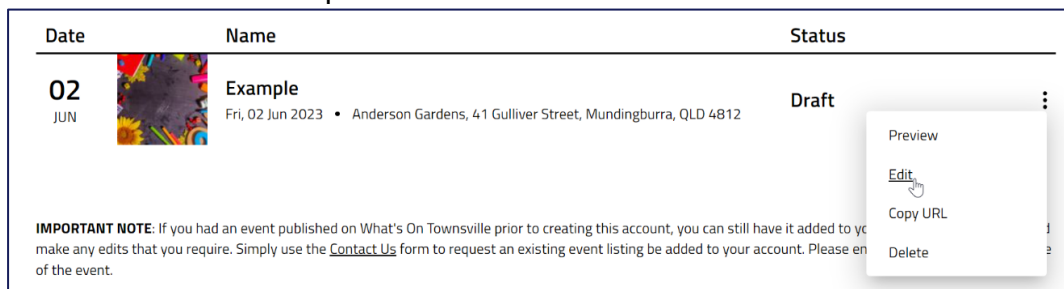 Date Name Status
02
JUN
Example
Fri, 02 Jun 2023 • Anderson Gardens, 41 Gulliver Street, Mundingburra, QLD 4812
Draft
Preview
Edit
Copy URL
Delete
IMPORTANT NOTE: If you had an event published on What's On Townsville prior to creating this account, you can still have it added to
make any edits that you require. Simply use the Contact Us form to request an existing event listing be added to your account. Please
of the event.